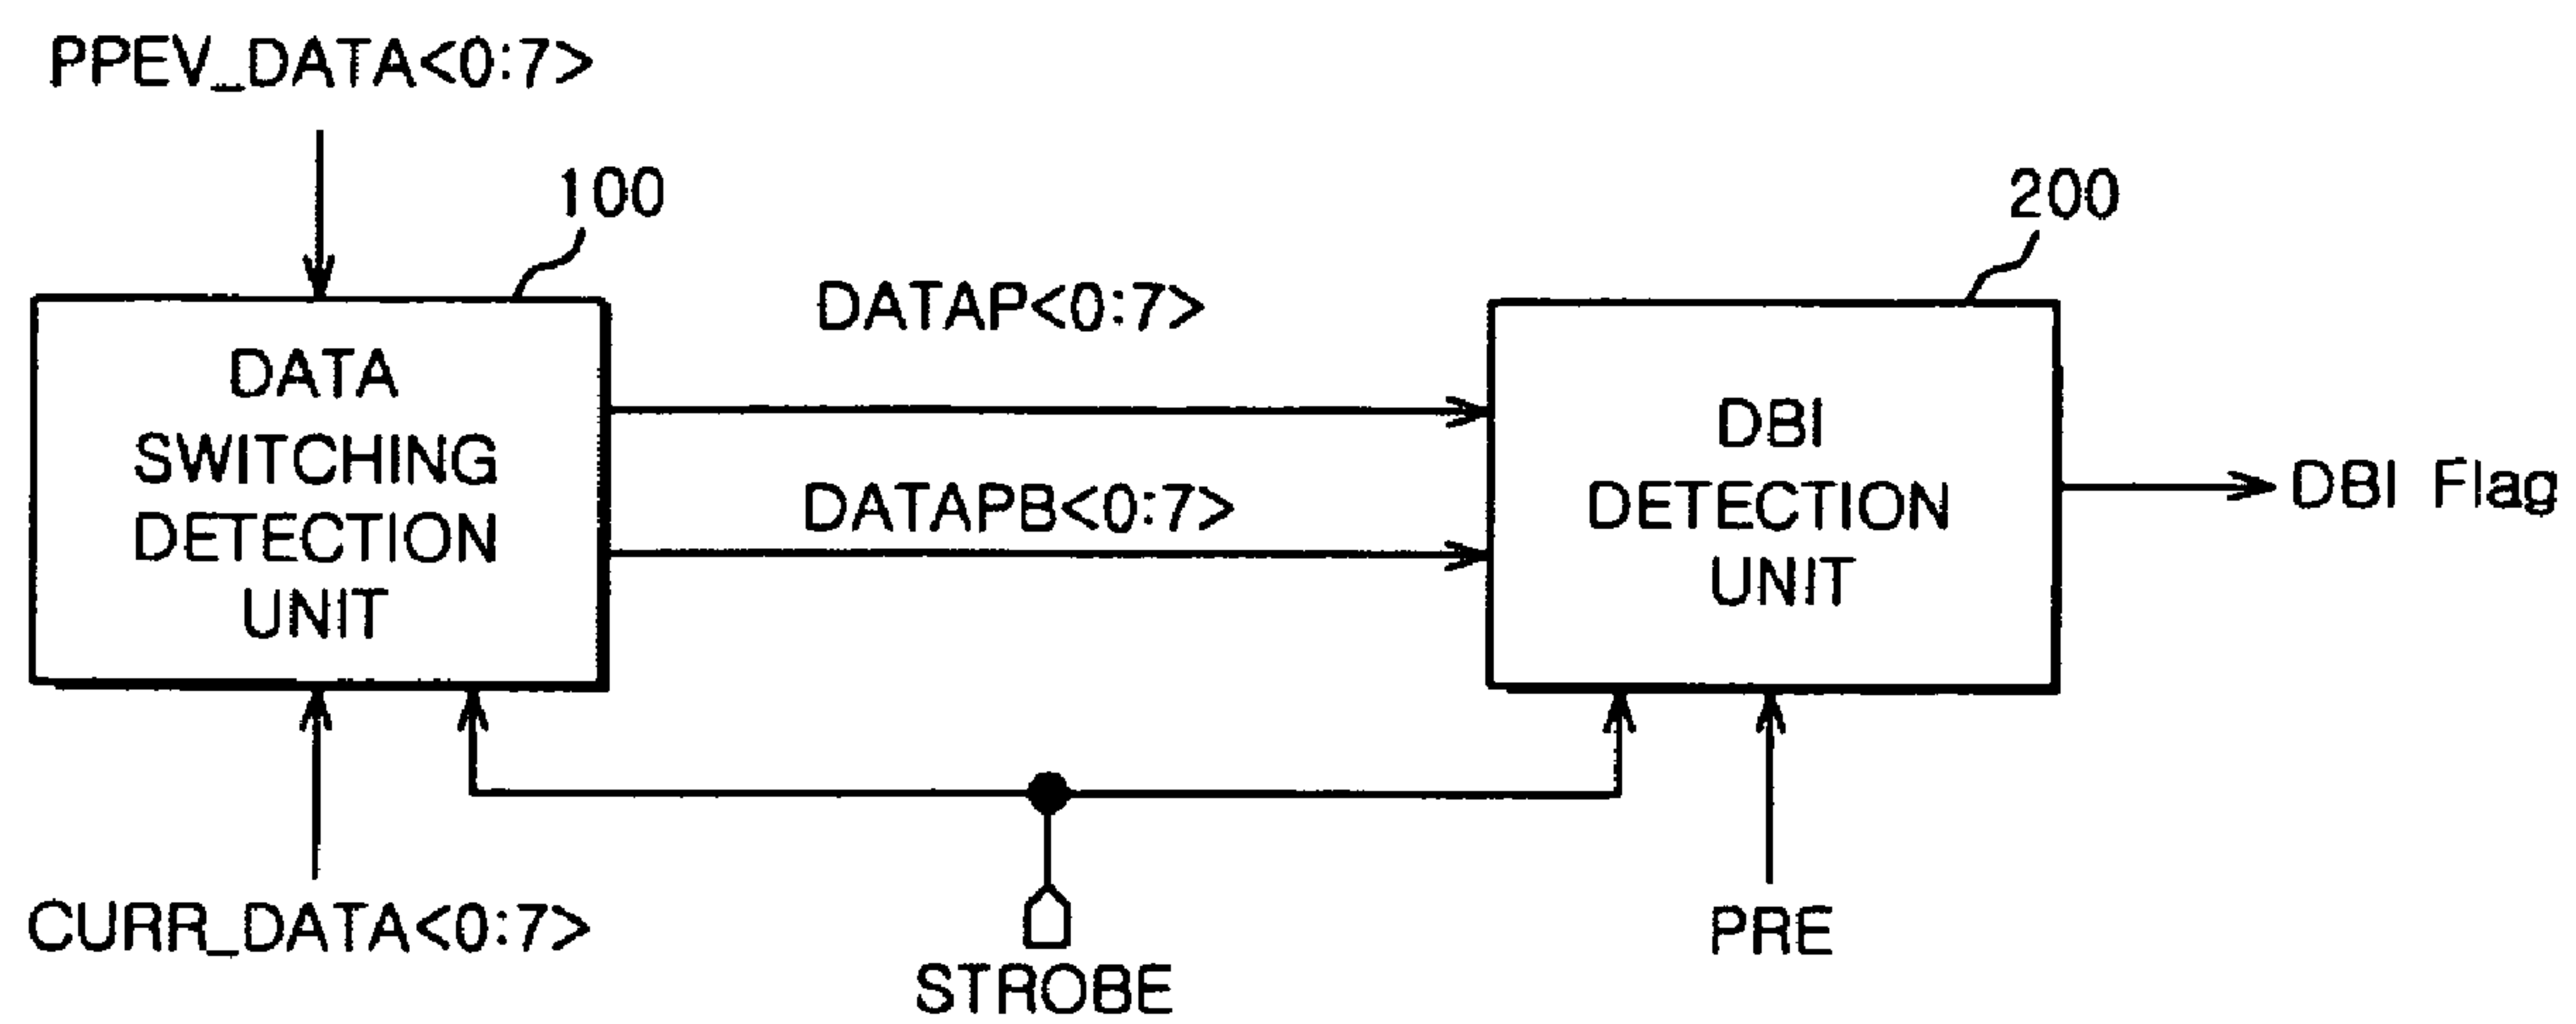 PPEV_DATA<0:7>
100
200
DATAP<0:7>
DATA
SWITCHING
DETECTION
UNIT
DATAPB<0:7>
DBI
DETECTION
UNIT
DBI Flag
CURR_DATA<0:7>
STROBE
PRE